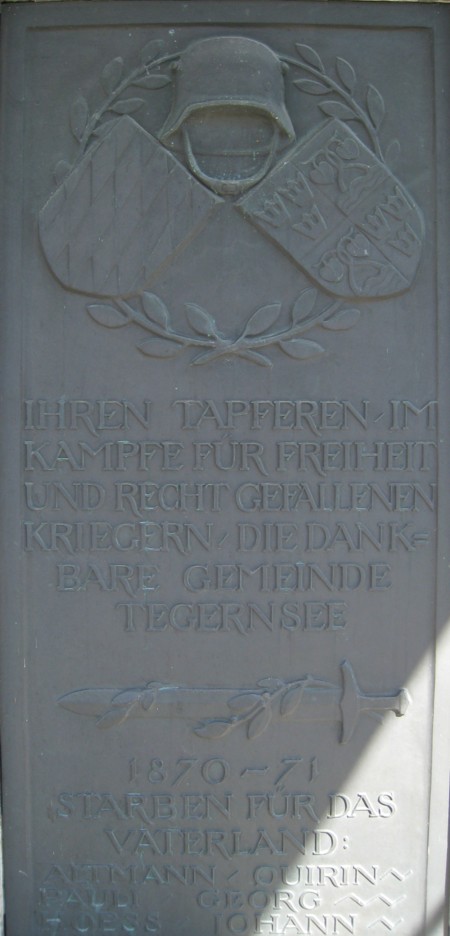 IHREN TAPFEREN / IM
KAMPFE FÜR FREIHEIT
UND RECHT GEFALLENEN
KRIEGERN / DIE DANK=
BARE GEMEINDE
TEGERNSEE
1870 ~ 71
STARBEN FÜR DAS
VATERLAND:
ALTMANN / QUIRIN ~
PAULI GEORG ~ ~
JOHANN ~ ~